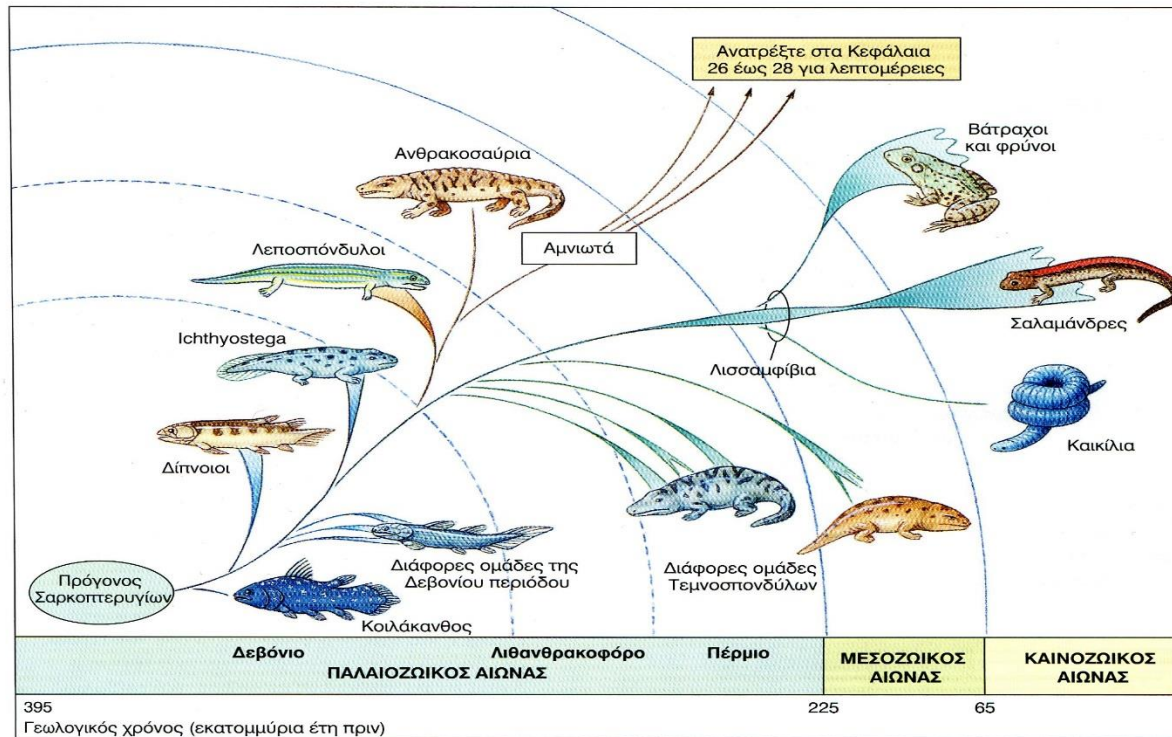 Ανατρέξτε στα Κεφάλαια
26 έως 28 για λεπτομέρειες
Βάτραχοι
και φρύνοι
Ανθρακοσαύρια
Αμνιωτά
Λεποσπόνδυλοι
Σαλαμάνδρες
Ichthyostega
Λισσαμφίβια
Καικίλια
Δίπνοιοι
Διάφορες ομάδες της
Δεβονίου περιόδου
Διάφορες ομάδες
Τεμνοσπονδύλων
Πρόγονος
Σαρκοπτερυγίων
Κοιλάκανθος
Δεβόνιο
Λιθανθρακοφόρο
Πέρμιο
ΠΑΛΑΙΟΖΩΙΚΟΣ ΑΙΩΝΑΣ
ΜΕΣΟΖΩΙΚΟΣ
ΑΙΩΝΑΣ
ΚΑΙΝΟΖΩΙΚΟΣ
ΑΙΩΝΑΣ
395
225
65
Γεωλογικός χρόνος (εκατομμύρια έτη πριν)